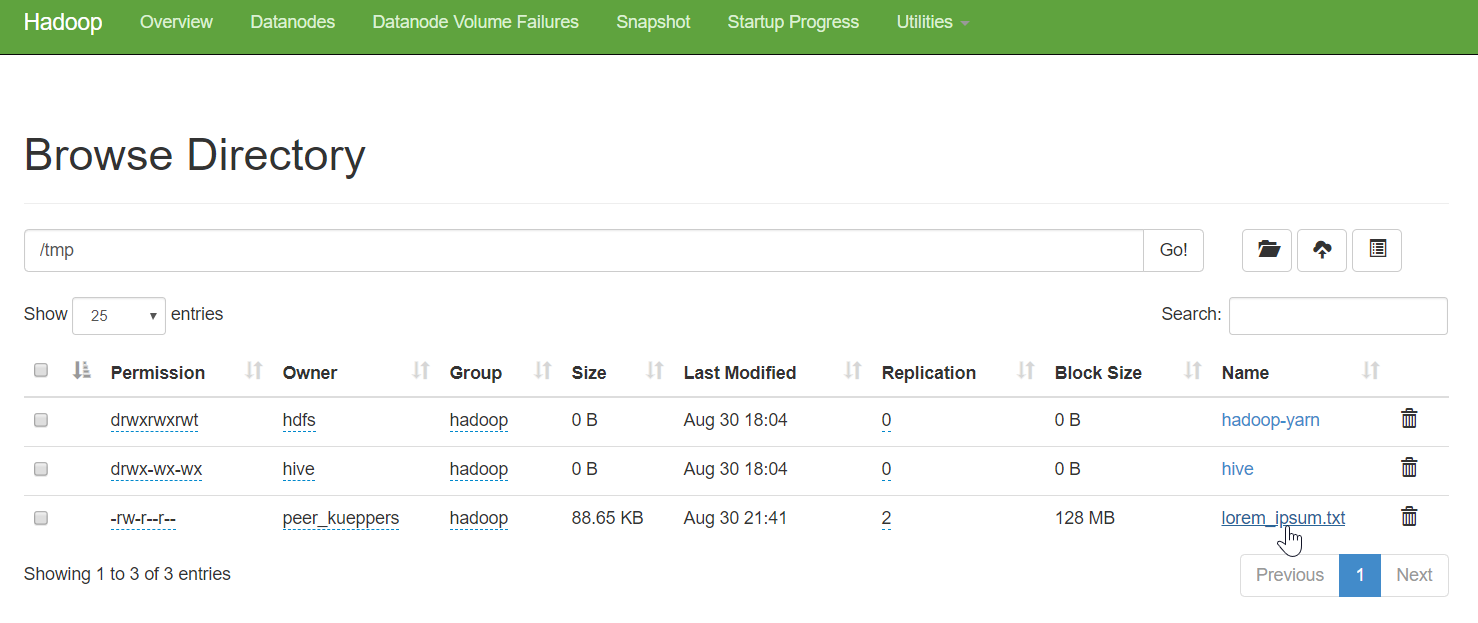 Hadoop Overview Datanodes Datanode Volume Failures Snapshot Startup Progress Utilities
Browse Directory
/tmp Go!
Show 25 entries Search:
Permission Owner Group Size Last Modified Replication Block Size Name
drwxrwxrwt hdfs hadoop 0 B Aug 30 18:04 0 0 B hadoop-yarn
drwx-wx-wx hive hadoop 0 B Aug 30 18:04 0 0 B hive
-rw-r--r-- peer_kueppers hadoop 88.65 KB Aug 30 21:41 2 128 MB lorem_ipsum.txt
Showing 1 to 3 of 3 entries Previous 1 Next